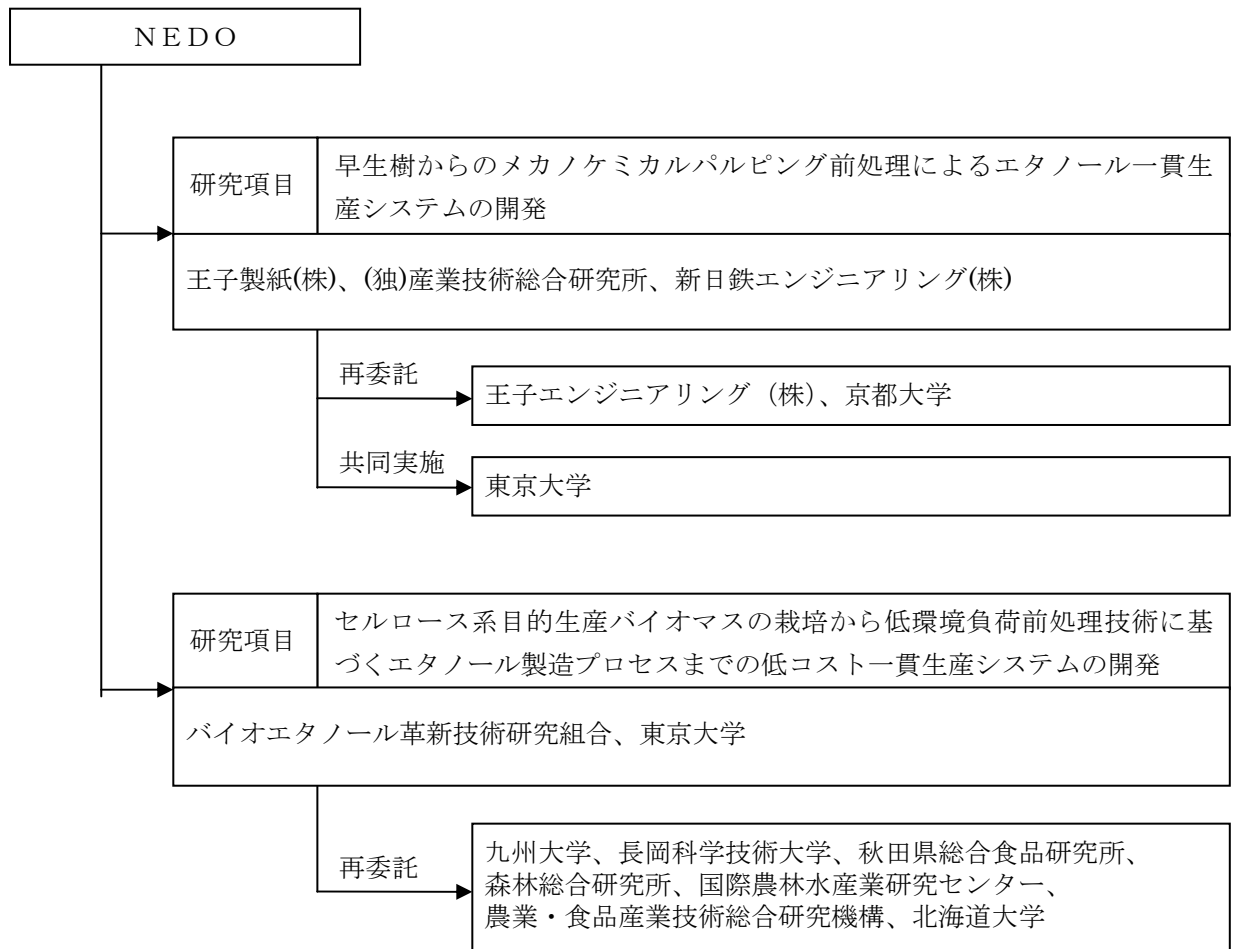 ＮＥＤＯ
研究項目
早生樹からのメカノケミカルパルピング前処理によるエタノール一貫生
産システムの開発
王子製紙(株)、(独)産業技術総合研究所、新日鉄エンジニアリング(株)
再委託
王子エンジニアリング（株）、京都大学
共同実施
東京大学
研究項目
セルロース系目的生産バイオマスの栽培から低環境負荷前処理技術に基
づくエタノール製造プロセスまでの低コスト一貫生産システムの開発
バイオエタノール革新技術研究組合、東京大学
再委託
九州大学、長岡科学技術大学、秋田県総合食品研究所、
森林総合研究所、国際農林水産業研究センター、
農業・食品産業技術総合研究機構、北海道大学